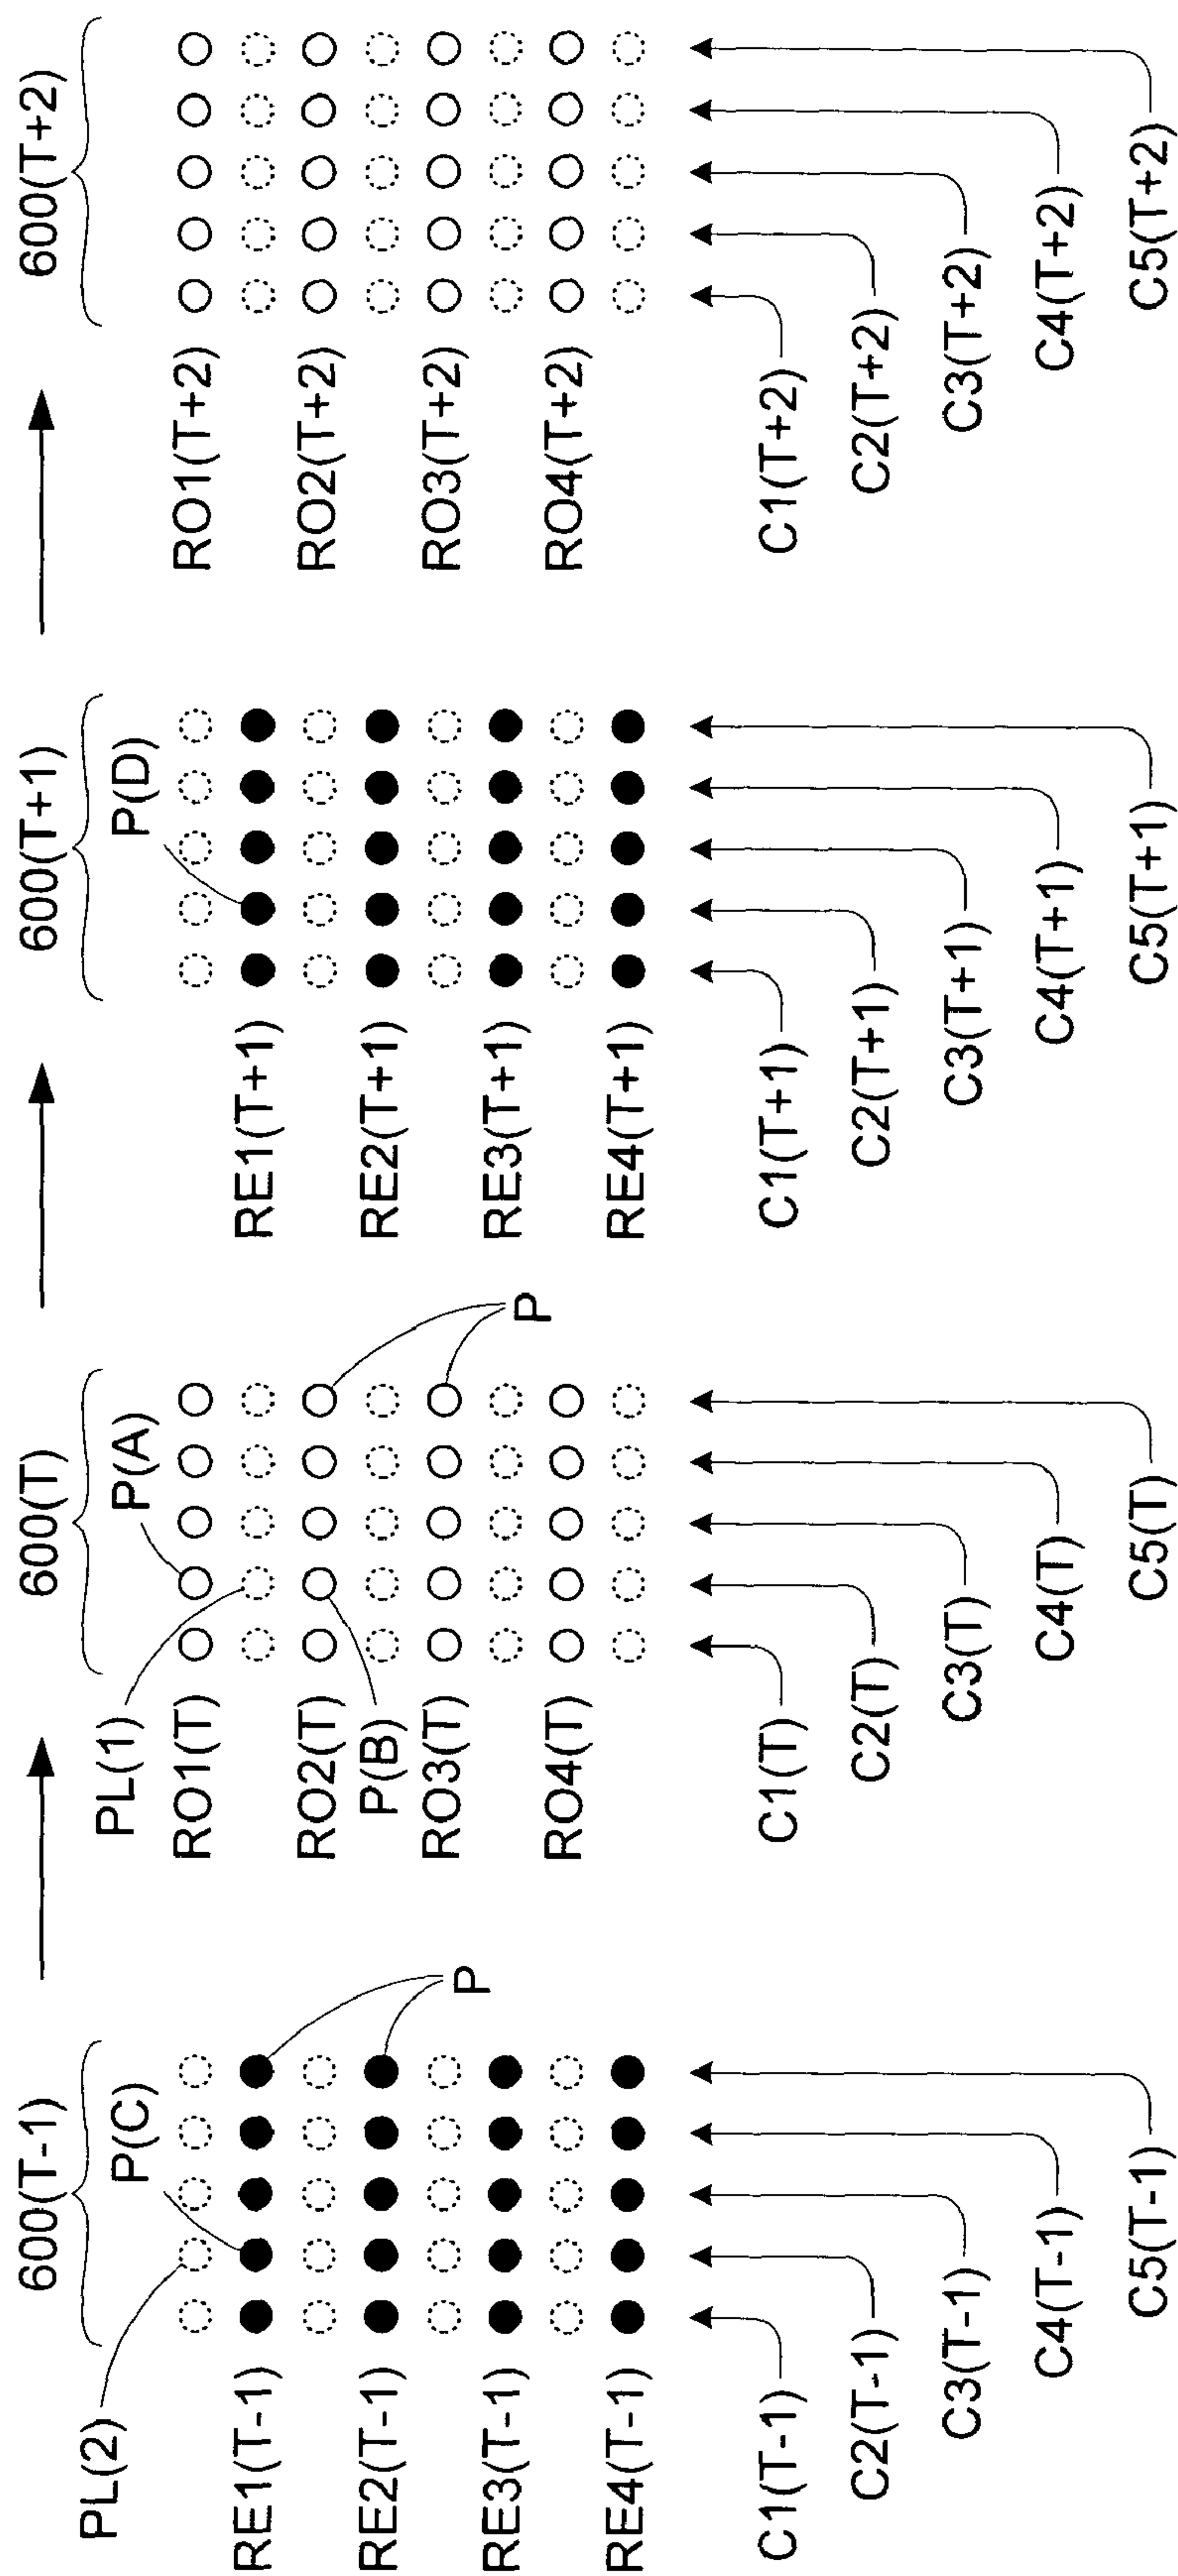 600(T-1)
600(T)
600(T+1)
600(T+2)
PL(2)
P(C)
PL(1)
P(A)
P(D)
RE1(T-1)
RE2(T-1)
RE3(T-1)
RE4(T-1)
P
RO1(T)
RO2(T)
P(B)
RO3(T)
RO4(T)
P
RE1(T+1)
RE2(T+1)
RE3(T+1)
RE4(T+1)
RO1(T+2)
RO2(T+2)
RO3(T+2)
RO4(T+2)
C1(T-1)
C2(T-1)
C3(T-1)
C4(T-1)
C5(T-1)
C1(T)
C2(T)
C3(T)
C4(T)
C5(T)
C1(T+1)
C2(T+1)
C3(T+1)
C4(T+1)
C5(T+1)
C1(T+2)
C2(T+2)
C3(T+2)
C4(T+2)
C5(T+2)